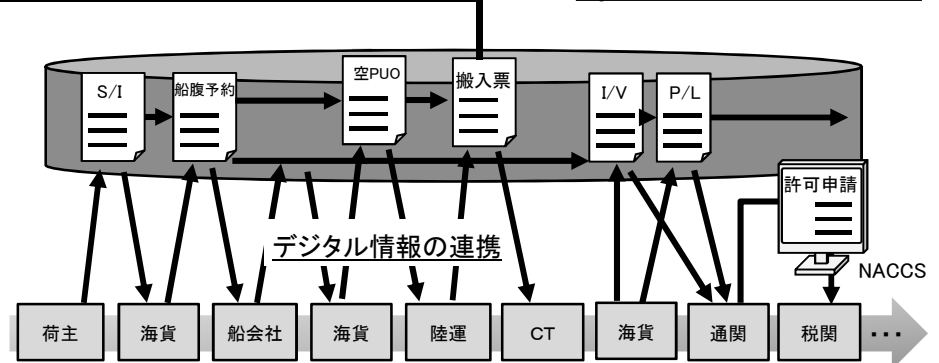 S/I
船腹予約
空PUO
搬入票
I/V
P/L
許可申請
NACCS
デジタル情報の連携
荷主
海貨
船会社
海貨
陸運
CT
海貨
通関
税関
・・・